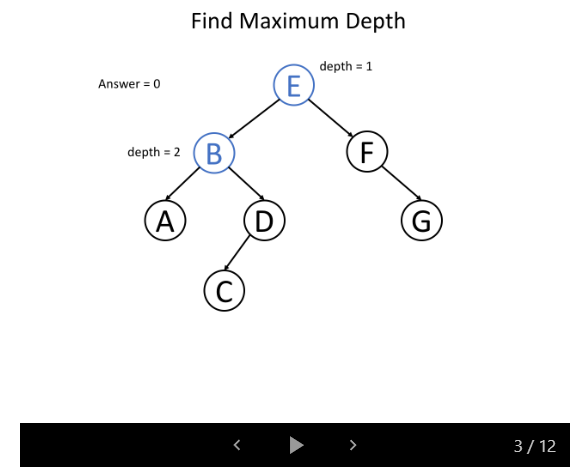 Find Maximum Depth
depth = 1
Answer = 0
E
depth = 2
B
F
A
D
G
C
3 / 12